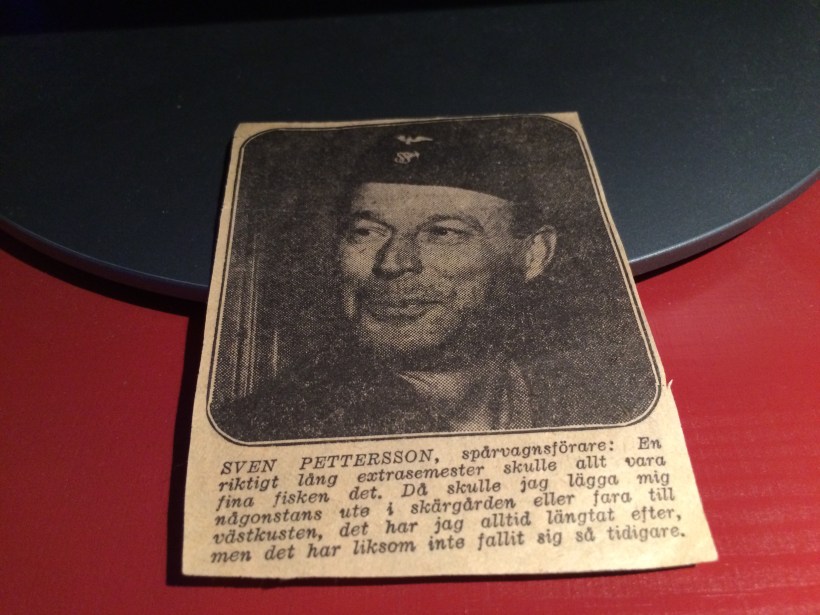 SVEN PETTERSSON, spårvagnsförare: En
riktigt lång extrasemester skulle allt vara
fina fisken det. Då skulle jag lägga mig
någonstans ute i skärgården eller fara till
västkusten, det har jag alltid längtat efter,
men det har liksom inte fallit sig så tidigare.